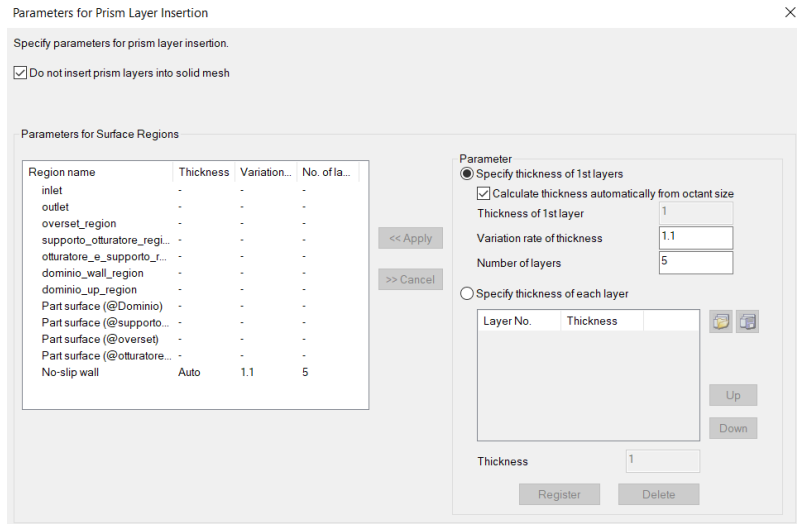 Parameters for Prism Layer Insertion
Specify parameters for prism layer insertion.
Do not insert prism layers into solid mesh
Parameters for Surface Regions
Region name Thickness Variation... No. of la...
inlet - - -
outlet - - -
overset_region - - -
supporto_otturatore_regi... - - -
otturatore_e_supporto_r... - - -
dominio_wall_region - - -
dominio_up_region - - -
Part surface (@Dominio) - - -
Part surface (@supporto... - - -
Part surface (@overset) - - -
Part surface (@otturatore... - - -
No-slip wall Auto 1.1 5
<< Apply
>> Cancel
Parameter
Specify thickness of 1st layers
Calculate thickness automatically from octant size
Thickness of 1st layer 1
Variation rate of thickness 1.1
Number of layers 5
Specify thickness of each layer
Layer No. Thickness
Up
Down
Thickness 1
Register Delete